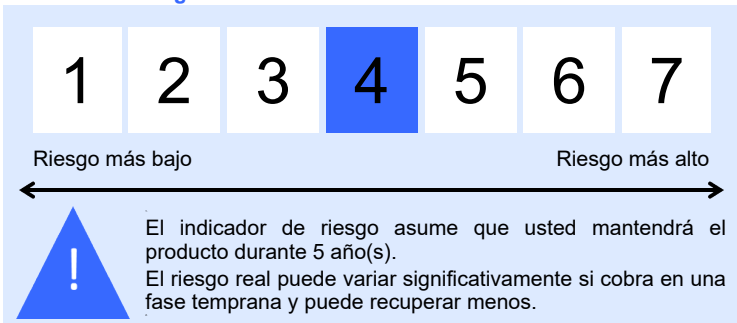 1 2 3 4 5 6 7
Riesgo más bajo Riesgo más alto
!
El indicador de riesgo asume que usted mantendrá el
producto durante 5 año(s).
El riesgo real puede variar significativamente si cobra en una
fase temprana y puede recuperar menos.